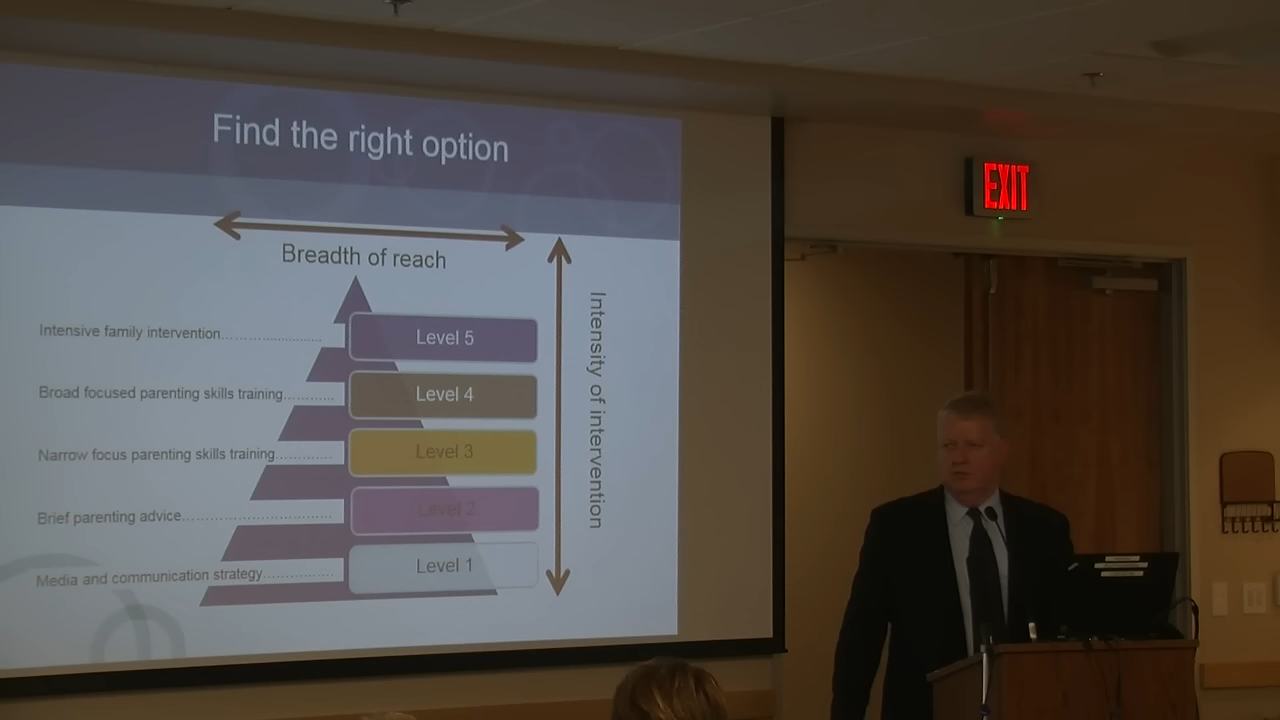 Find the right option
Breadth of reach
Intensity of intervention
Intensive family intervention
Level 5
Broad focused parenting skills training
Level 4
Narrow focus parenting skills training
Level 3
Brief parenting advice
Level 2
Media and communication strategy
Level 1
EXIT